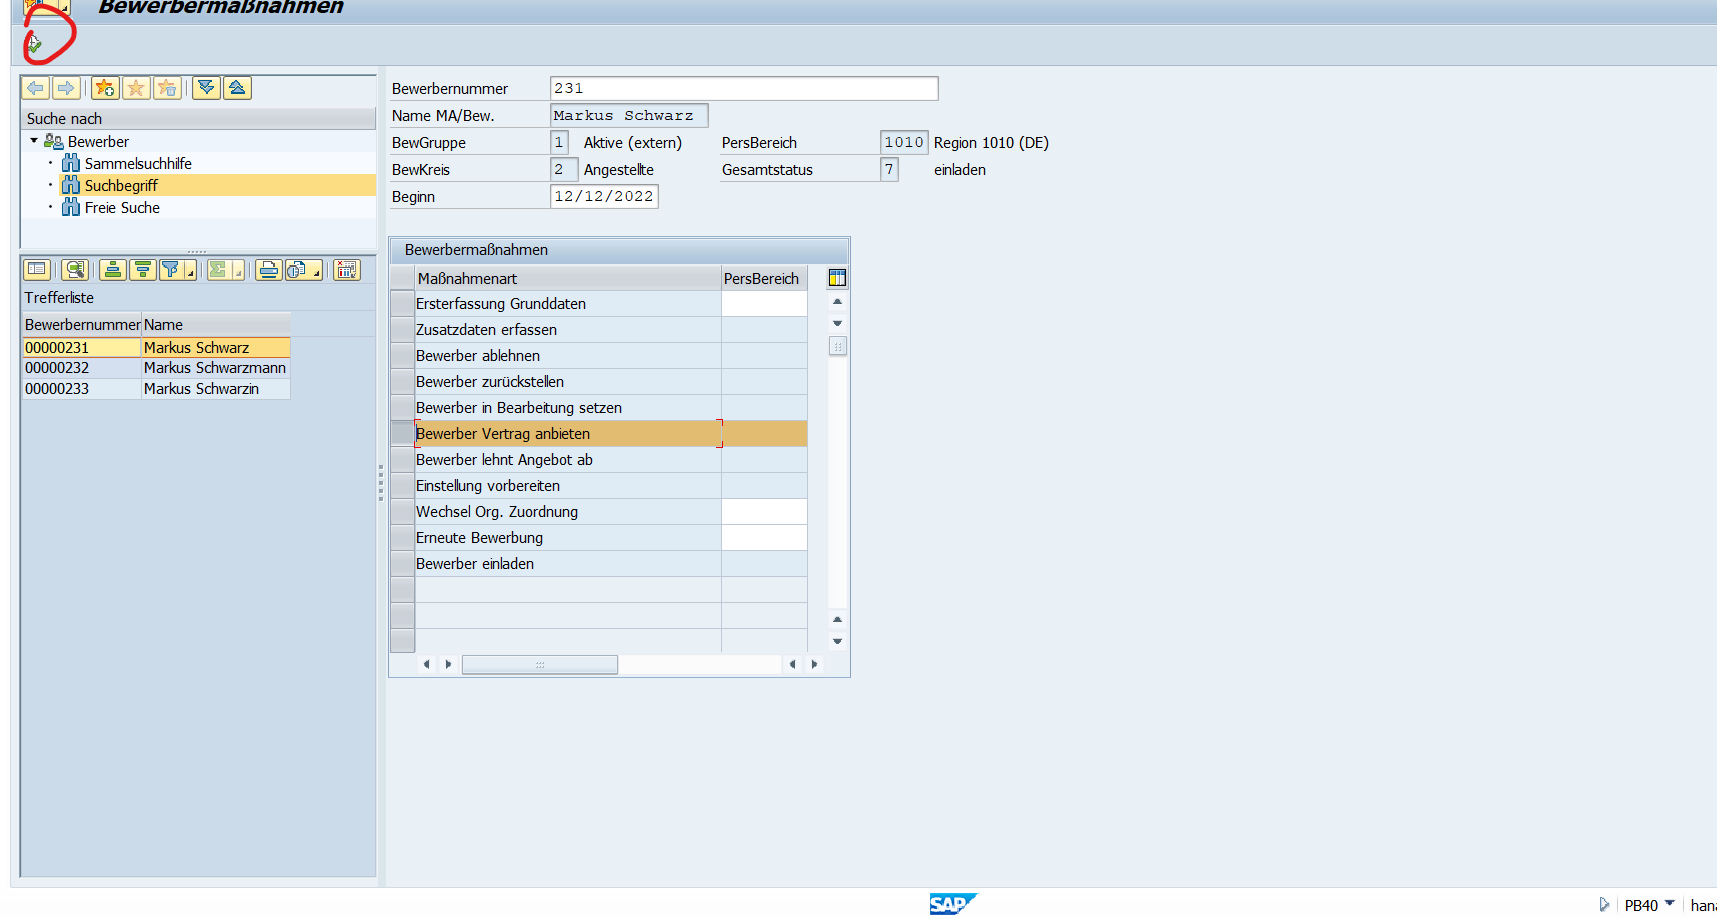 Bewerbermaßnahmen
Suche nach
Bewerber
Sammelsuchhilfe
Suchbegriff
Freie Suche
Trefferliste
Bewerbernummer Name
00000231 Markus Schwarz
00000232 Markus Schwarzmann
00000233 Markus Schwarzin
Bewerbernummer 231
Name MA/Bew. Markus Schwarz
BewGruppe 1 Aktive (extern) PersBereich 1010 Region 1010 (DE)
BewKreis 2 Angestellte Gesamtstatus 7 einladen
Beginn 12/12/2022
Bewerbermaßnahmen
Maßnahmenart PersBereich
Ersterfassung Grunddaten
Zusatzdaten erfassen
Bewerber ablehnen
Bewerber zurückstellen
Bewerber in Bearbeitung setzen
Bewerber Vertrag anbieten
Bewerber lehnt Angebot ab
Einstellung vorbereiten
Wechsel Org. Zuordnung
Erneute Bewerbung
Bewerber einladen
SAP
PB40 hana